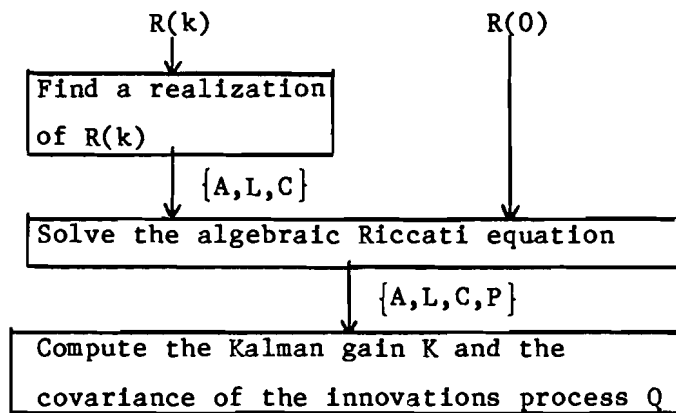 R(k)
R(0)
Find a realization
of R(k)
{A,L,C}
Solve the algebraic Riccati equation
{A,L,C,P}
Compute the Kalman gain K and the
covariance of the innovations process Q